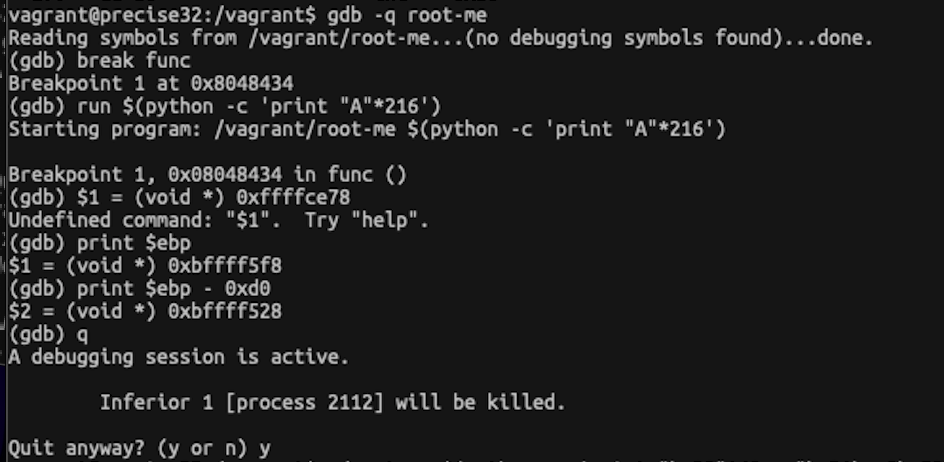 vagrant@precise32:/vagrant$ gdb -q root-me
Reading symbols from /vagrant/root-me...(no debugging symbols found)...done.
(gdb) break func
Breakpoint 1 at 0x8048434
(gdb) run $(python -c 'print "A"*216')
Starting program: /vagrant/root-me $(python -c 'print "A"*216')
Breakpoint 1, 0x08048434 in func ()
(gdb) $1 = (void *) 0xffffce78
Undefined command: "$1".  Try "help".
(gdb) print $ebp
$1 = (void *) 0xbffff5f8
(gdb) print $ebp - 0xd0
$2 = (void *) 0xbffff528
(gdb) q
A debugging session is active.
Inferior 1 [process 2112] will be killed.
Quit anyway? (y or n) y